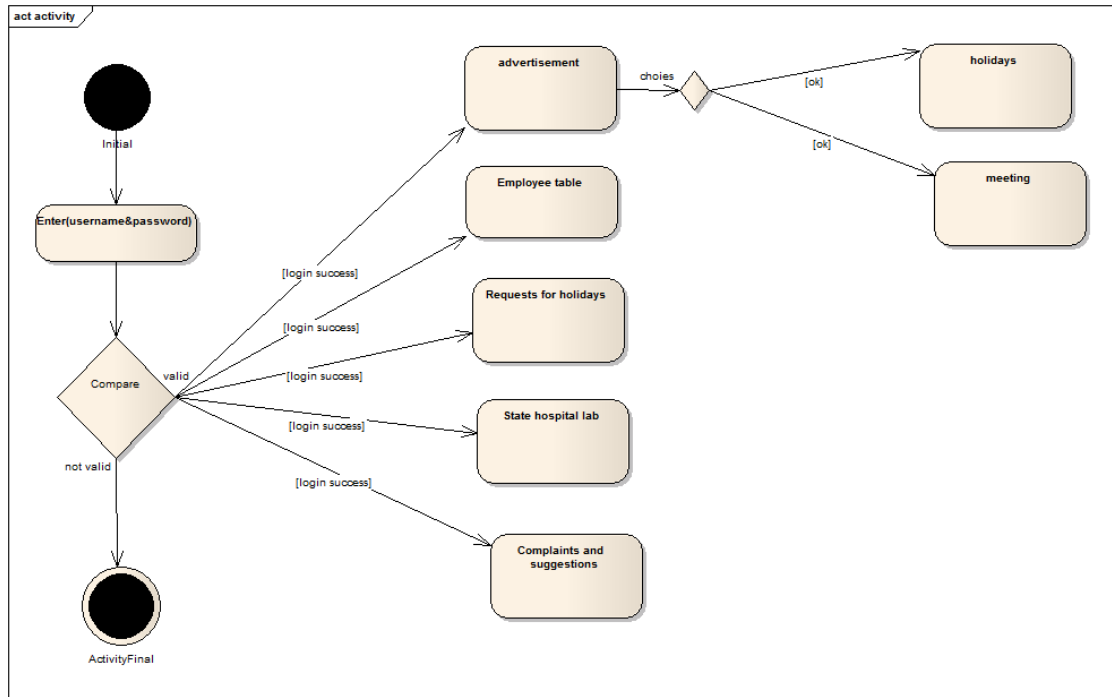 act activity
Initial
Enter(username&password)
Compare
valid
not valid
ActivityFinal
[login success]
[login success]
[login success]
[login success]
[login success]
advertisement
Employee table
Requests for holidays
State hospital lab
Complaints and
suggestions
choies
[ok]
[ok]
holidays
meeting